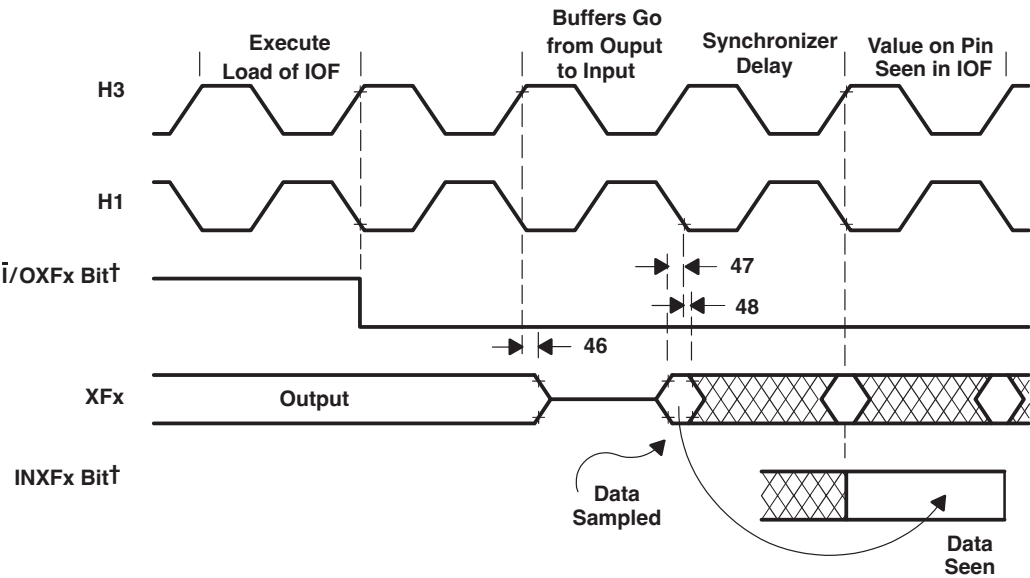 Execute
Load of IOF
Buffers Go
from Ouput
to Input
Synchronizer
Delay
Value on Pin
Seen in IOF
H3
H1
Ī/OXFx Bit†
47
48
46
XFx
Output
INXFx Bit†
Data
Sampled
Data
Seen